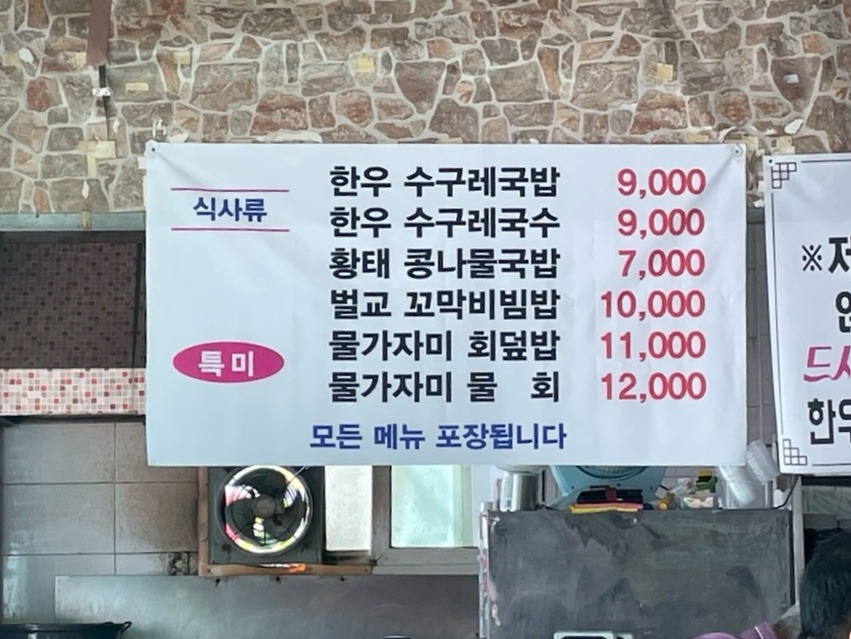 식사류
한우 수구레국밥 9,000
한우 수구레국수 9,000
황태 콩나물국밥 7,000
벌교 꼬막비빔밥 10,000
특미
물가자미 회덮밥 11,000
물가자미 물 회 12,000
모든 메뉴 포장됩니다
※
한우